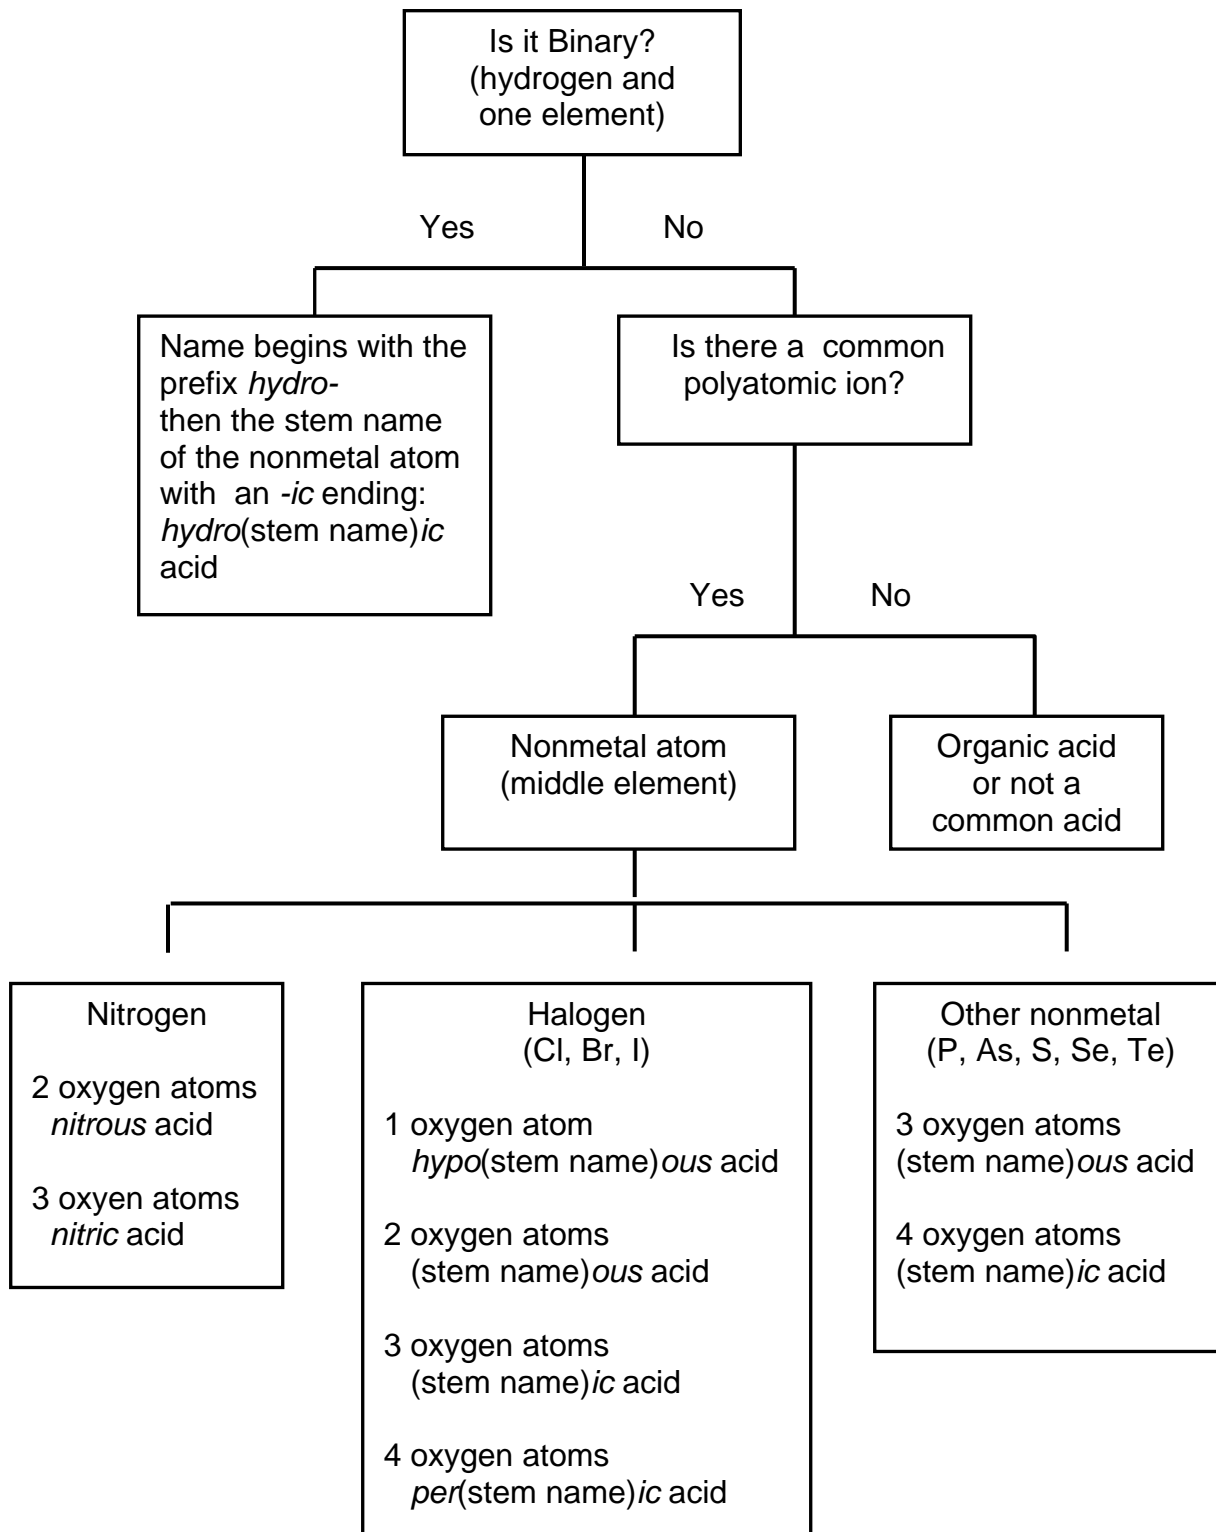 Is it Binary?
(hydrogen and
one element)
Yes
No
Name begins with the
prefix hydro-
then the stem name
of the nonmetal atom
with an -ic ending:
hydro(stem name)ic
acid
Is there a common
polyatomic ion?
Yes
No
Nonmetal atom
(middle element)
Organic acid
or not a
common acid
Nitrogen
2 oxygen atoms
nitrous acid
3 oxyen atoms
nitric acid
Halogen
(Cl, Br, I)
1 oxygen atom
hypo(stem name)ous acid
2 oxygen atoms
(stem name)ous acid
3 oxygen atoms
(stem name)ic acid
4 oxygen atoms
per(stem name)ic acid
Other nonmetal
(P, As, S, Se, Te)
3 oxygen atoms
(stem name)ous acid
4 oxygen atoms
(stem name)ic acid